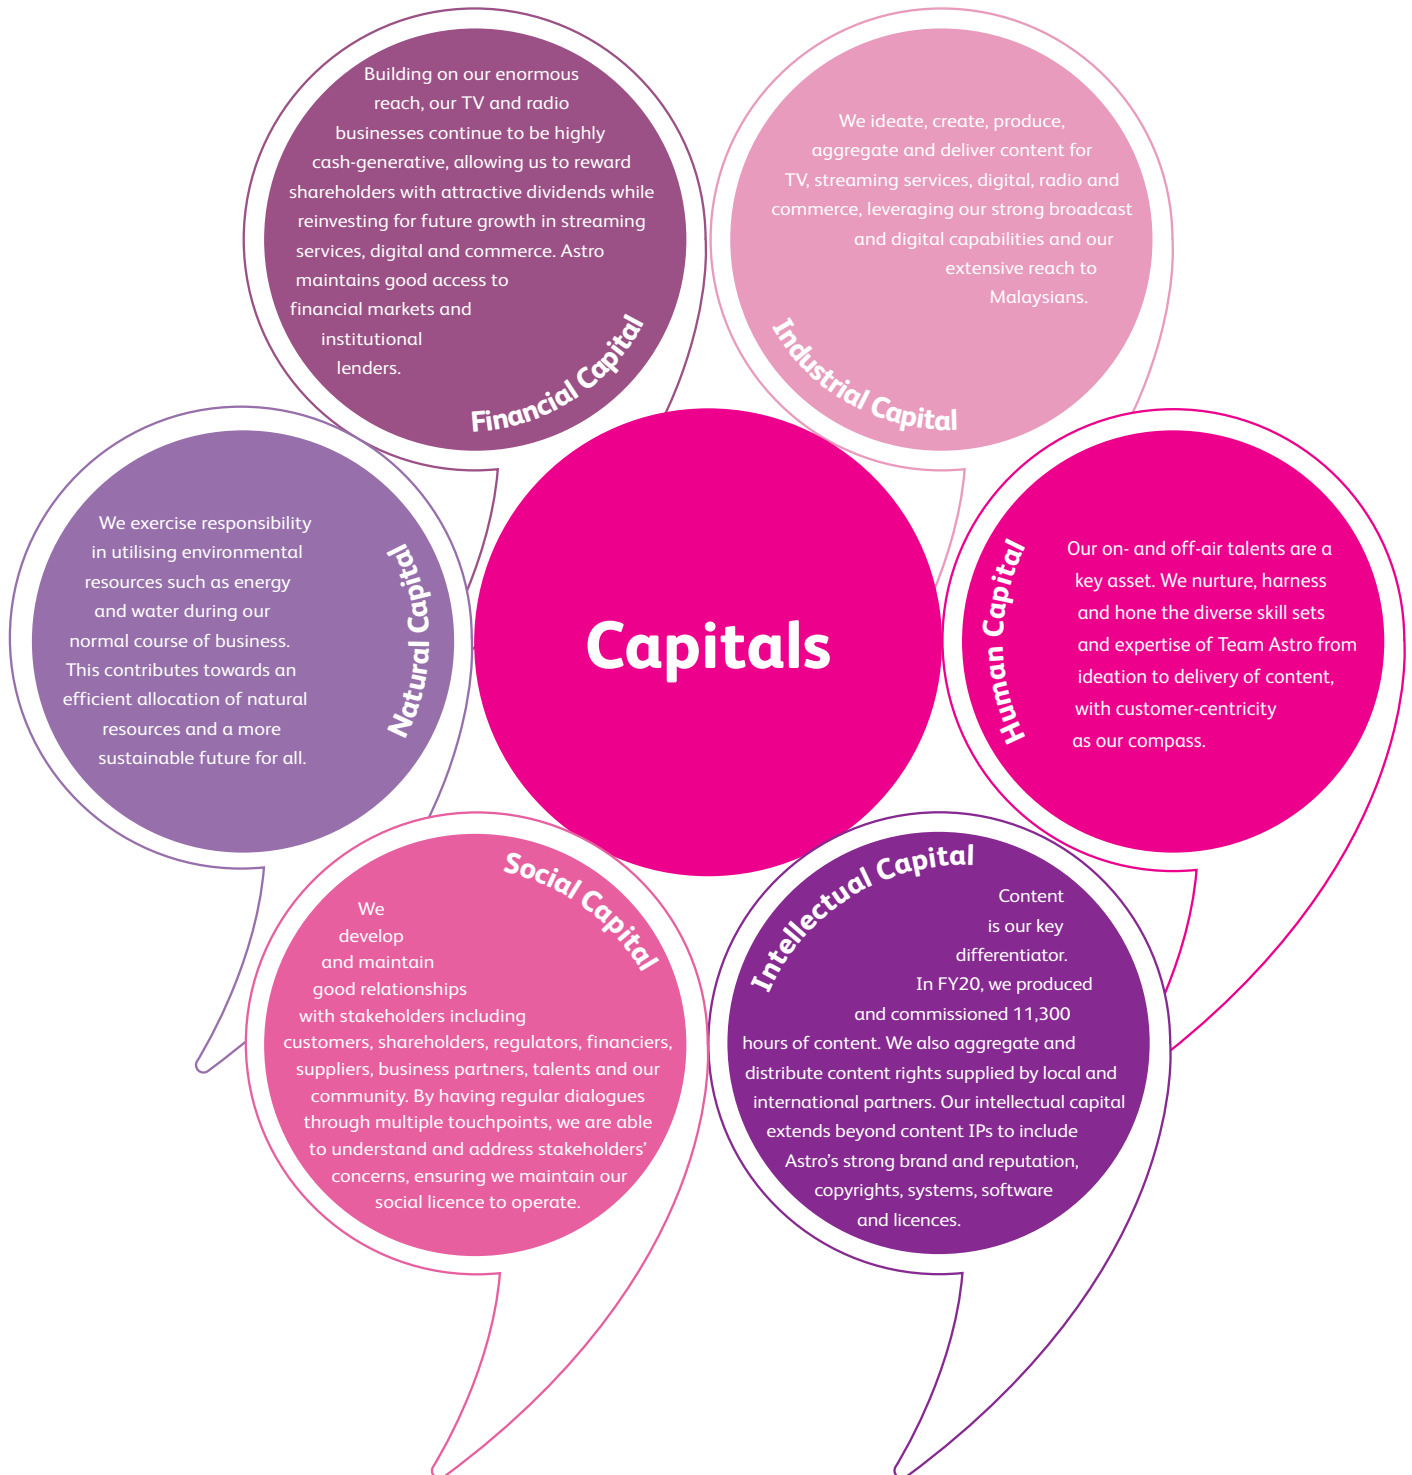 Building on our enormous
reach, our TV and radio
businesses continue to be highly
cash-generative, allowing us to reward
shareholders with attractive dividends while
reinvesting for future growth in streaming
services, digital and commerce. Astro
maintains good access to
financial markets and
institutional
lenders.
Financial Capital
We ideate, create, produce,
aggregate and deliver content for
TV, streaming services, digital, radio and
commerce, leveraging our strong broadcast
and digital capabilities and our
extensive reach to
Malaysians.
Industrial Capital
We exercise responsibility
in utilising environmental
resources such as energy
and water during our
normal course of business.
This contributes towards an
efficient allocation of natural
resources and a more
sustainable future for all.
Natural Capital
Capitals
Human Capital
Our on- and off-air talents are a
key asset. We nurture, harness
and hone the diverse skill sets
and expertise of Team Astro from
ideation to delivery of content,
with customer-centricity
as our compass.
Social Capital
We
develop
and maintain
good relationships
with stakeholders including
customers, shareholders, regulators, financiers,
suppliers, business partners, talents and our
community. By having regular dialogues
through multiple touchpoints, we are able
to understand and address stakeholders’
concerns, ensuring we maintain our
social licence to operate.
Intellectual Capital
Content
is our key
differentiator.
In FY20, we produced
and commissioned 11,300
hours of content. We also aggregate and
distribute content rights supplied by local and
international partners. Our intellectual capital
extends beyond content IPs to include
Astro’s strong brand and reputation,
copyrights, systems, software
and licences.